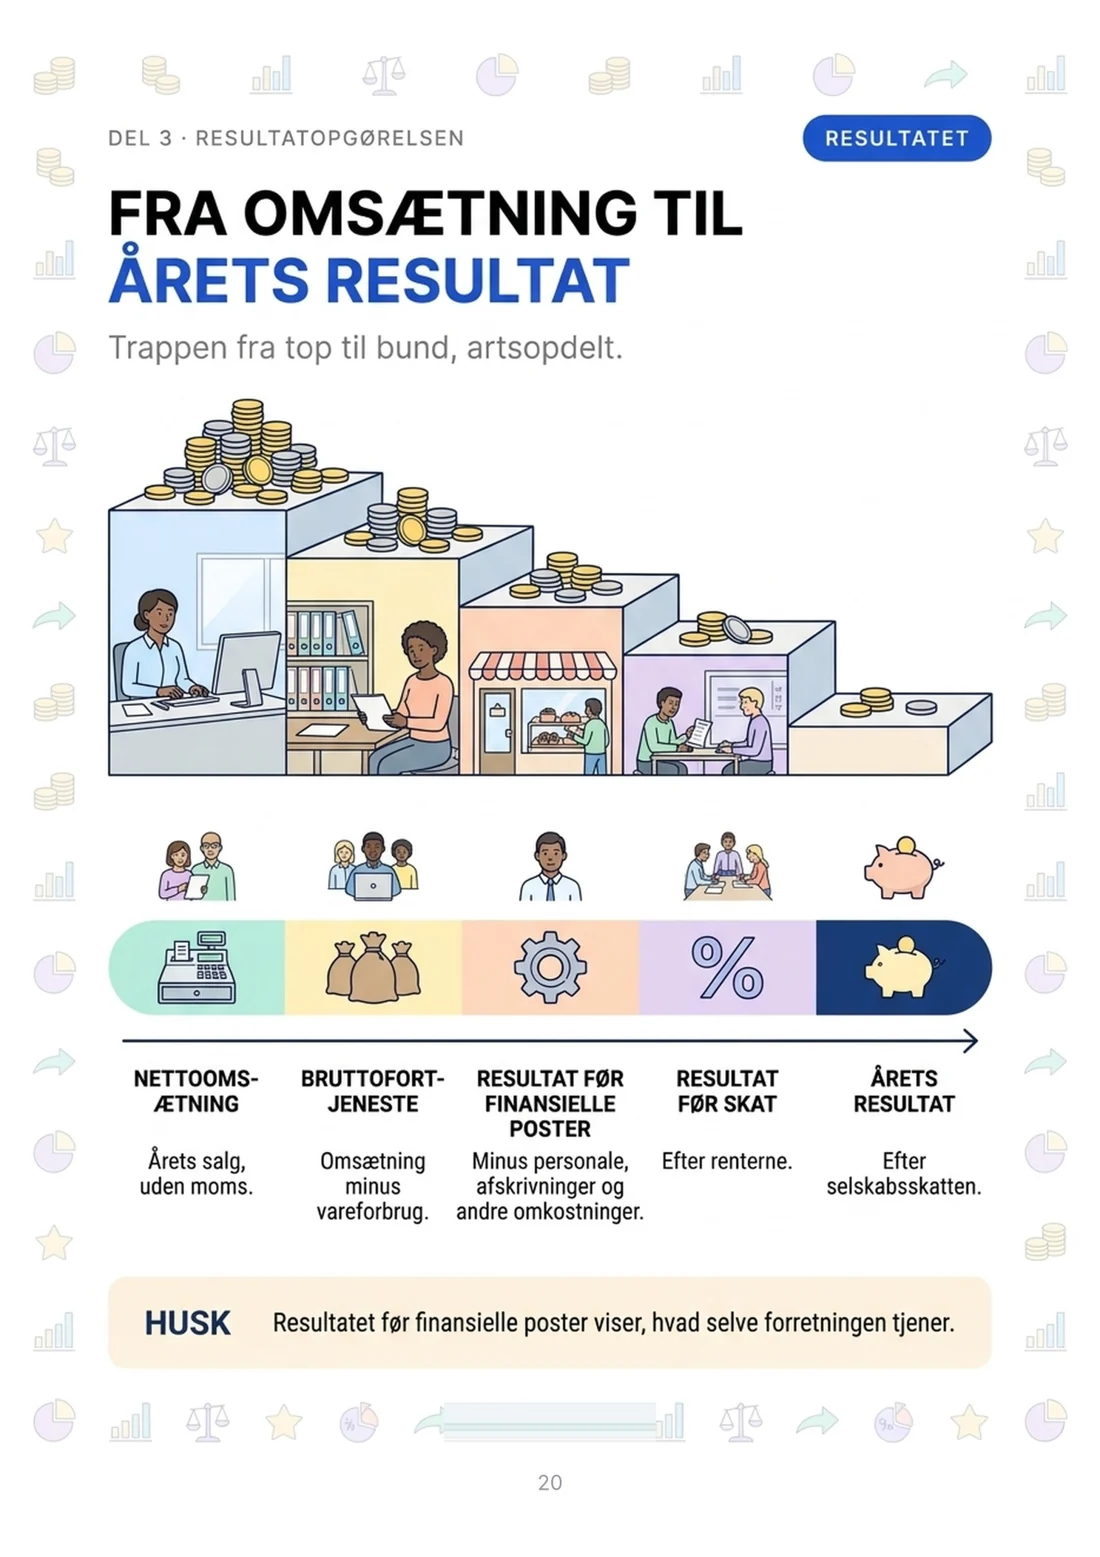 DEL 3 · RESULTATOPGØRELSEN
RESULTATET
FRA OMSÆTNING TIL
ÅRETS RESULTAT
Trappen fra top til bund, artsopdelt.
NETTOOMS-
ÆTNING
Årets salg,
uden moms.
BRUTTOFORT-
JENESTE
Omsætning
minus
vareforbrug.
RESULTAT FØR
FINANSIELLE
POSTER
Minus personale,
afskrivninger og
andre omkostninger.
RESULTAT
FØR SKAT
Efter renterne.
ÅRETS
RESULTAT
Efter
selskabsskatten.
HUSK
Resultatet før finansielle poster viser, hvad selve forretningen tjener.
20